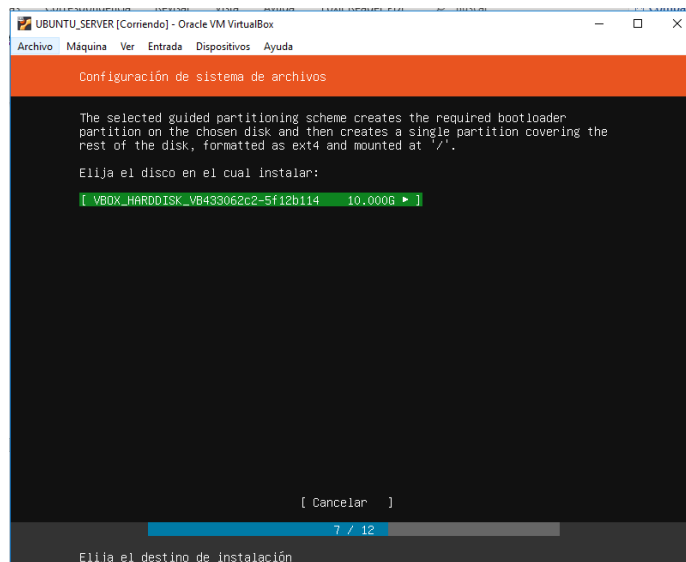 UBUNTU_SERVER [Corriendo] - Oracle VM VirtualBox
Archivo Máquina Ver Entrada Dispositivos Ayuda
Configuración de sistema de archivos
The selected guided partitioning scheme creates the required bootloader
partition on the chosen disk and then creates a single partition covering the
rest of the disk, formatted as ext4 and mounted at '/'.
Elija el disco en el cual instalar:
[ VBOX_HARDDISK_VB433062c2-5f12b114 10.000G ► ]
[ Cancelar ]
7 / 12
Elija el destino de instalación